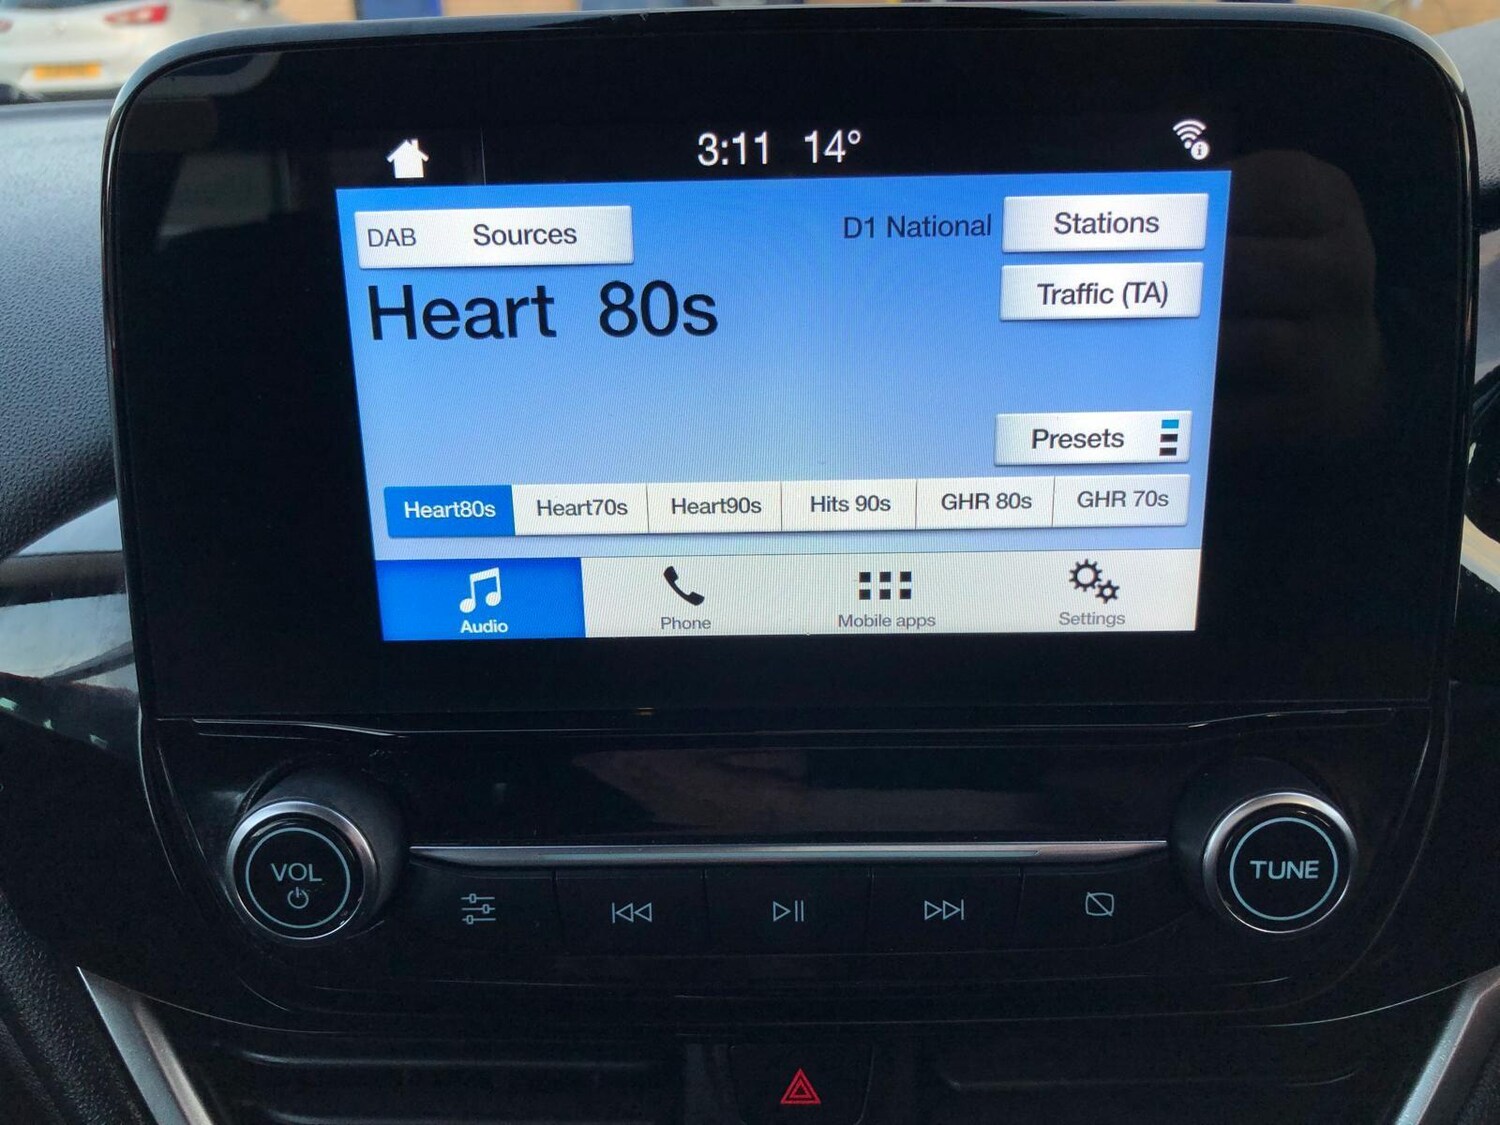 3:11 14°
DAB Sources
D1 National Stations
Traffic (TA)
Heart 80s
Presets
Heart80s Heart70s Heart90s Hits 90s GHR 80s GHR 70s
Audio Phone Mobile apps Settings
VOL
TUNE